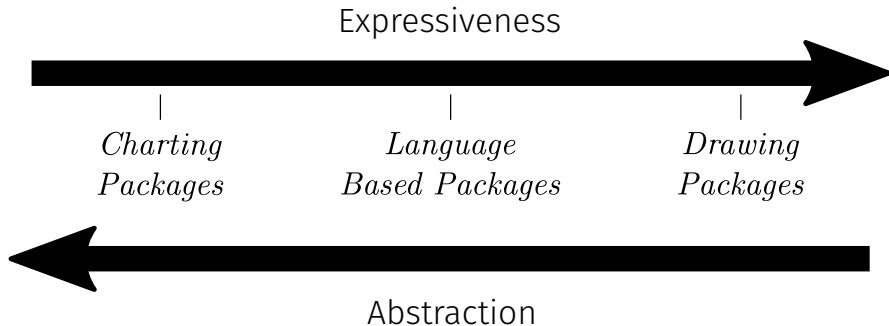 Expressiveness
Charting Language Drawing
Packages Based Packages Packages
Abstraction